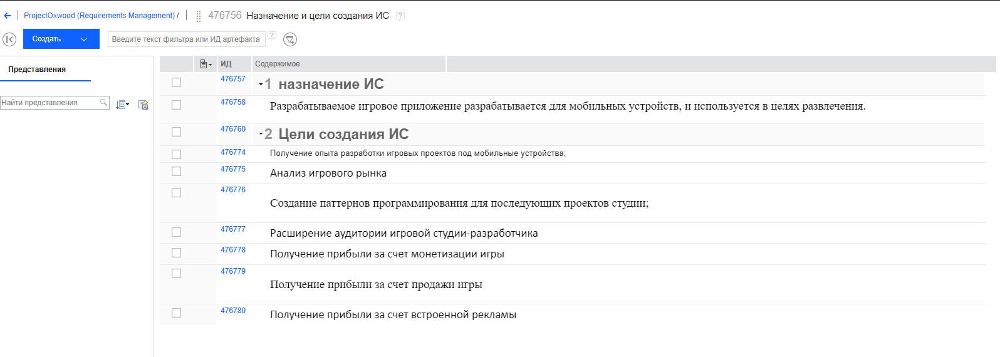 ProjectOxwood (Requirements Management) / 476756 Назначение и цели создания ИС ?
Создать Введите текст фильтра или ИД артефакта ?
Представления
Найти представления
ИД Содержимое
476757 1 назначение ИС
476758 Разрабатываемое игровое приложение разрабатывается для мобильных устройств, и используется в целях развлечения.
476760 2 Цели создания ИС
476774 Получение опыта разработки игровых проектов под мобильные устройства;
476775 Анализ игрового рынка
476776 Создание паттернов программирования для последующих проектов студии;
476777 Расширение аудитории игровой студии-разработчика
476778 Получение прибыли за счет монетизации игры
476779 Получение прибыли за счет продажи игры
476780 Получение прибыли за счет встроенной рекламы